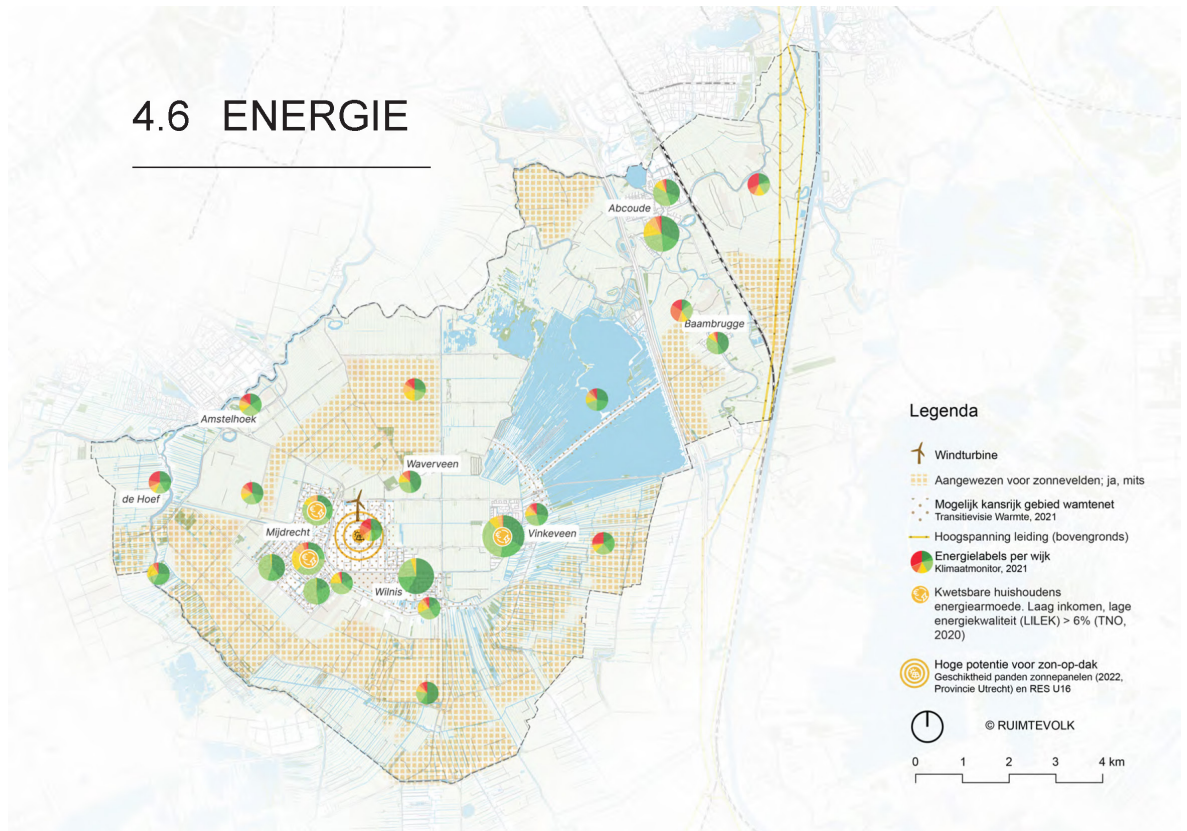 4.6 ENERGIE
Abcoude
Baambrugge
Amstelhoek
Waverveen
de Hoef
Mijdrecht
Vinkeveen
Wilnis
Legenda
Windturbine
Aangewezen voor zonnevelden; ja, mits
Mogelijk kansrijk gebied wamtenet
Transitievisie Warmte, 2021
Hoogspanning leiding (bovengronds)
Energielabels per wijk
Klimaatmonitor, 2021
Kwetsbare huishoudens
energiearmoede. Laag inkomen, lage
energiekwaliteit (LILEK) > 6% (TNO,
2020)
Hoge potentie voor zon-op-dak
Geschiktheid panden zonnepanelen (2022,
Provincie Utrecht) en RES U16
© RUIMTEVOLK
0 1 2 3 4 km